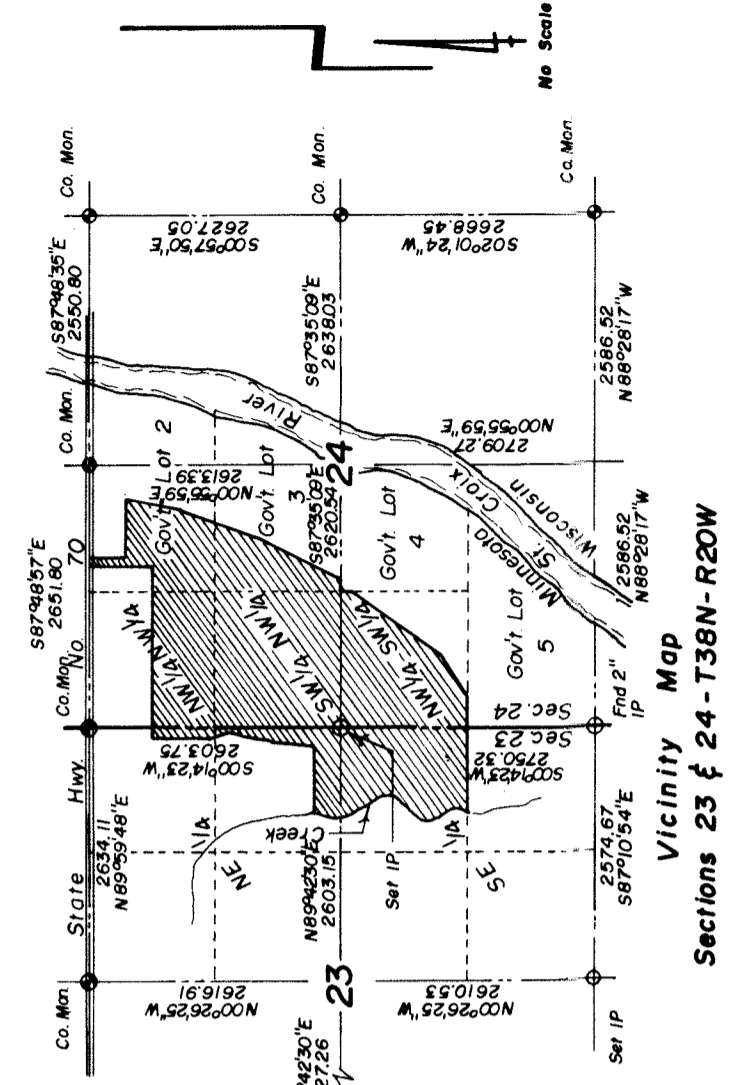 No Scale
Co. Mon.
Co. Mon.
Co. Mon.
S00°57'50"E
2627.05
S02°01'24"W
2668.45
S87°48'35"E
2550.80
S87°35'09"E
2638.03
2586.52
N88°28'17"W
Co. Mon.
River
St. Croix
Wisconsin
Minnesota
N00°55'59"E
2709.27
Gov't. Lot 2
N00°55'59"E
2613.39
Gov't. Lot
3
S87°35'09"E
2620.54
24
Gov't. Lot
4
Gov't. Lot
5
2586.52
N88°28'17"W
S87°48'57"E
2651.80
State Hwy. No. 70
NW 1/4 NW 1/4
SW 1/4 NW 1/4
NW 1/4 SW 1/4
Co. Mon.
S00°14'23"W
2603.75
Sec. 24
Sec. 23
S00°14'23"W
2750.32
Fnd 2"
IP
2634.11
N89°59'48"E
NE 1/4
Creek
N89°42'30"E
2603.15
Set IP
SE 1/4
2574.67
S87°10'54"E
Co. Mon.
N00°26'25"W
2616.91
23
N00°26'25"W
2610.53
Set IP
42'30"E
27.26
Vicinity Map
Sections 23 & 24-T38N-R20W